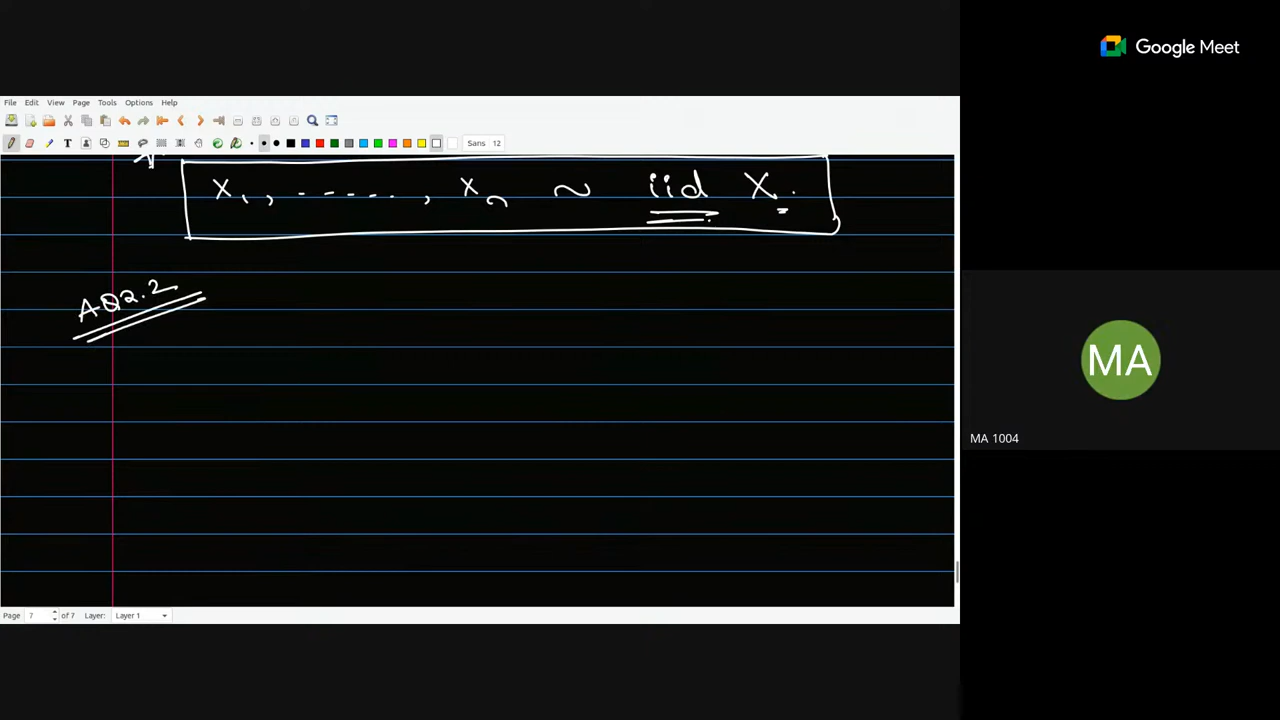 Google Meet
File Edit View Page Tools Options Help
T Sans 12
X1, ------, Xn ~ iid X.
AQ2.2
MA
MA 1004
Page 7 of 7 Layer: Layer 1